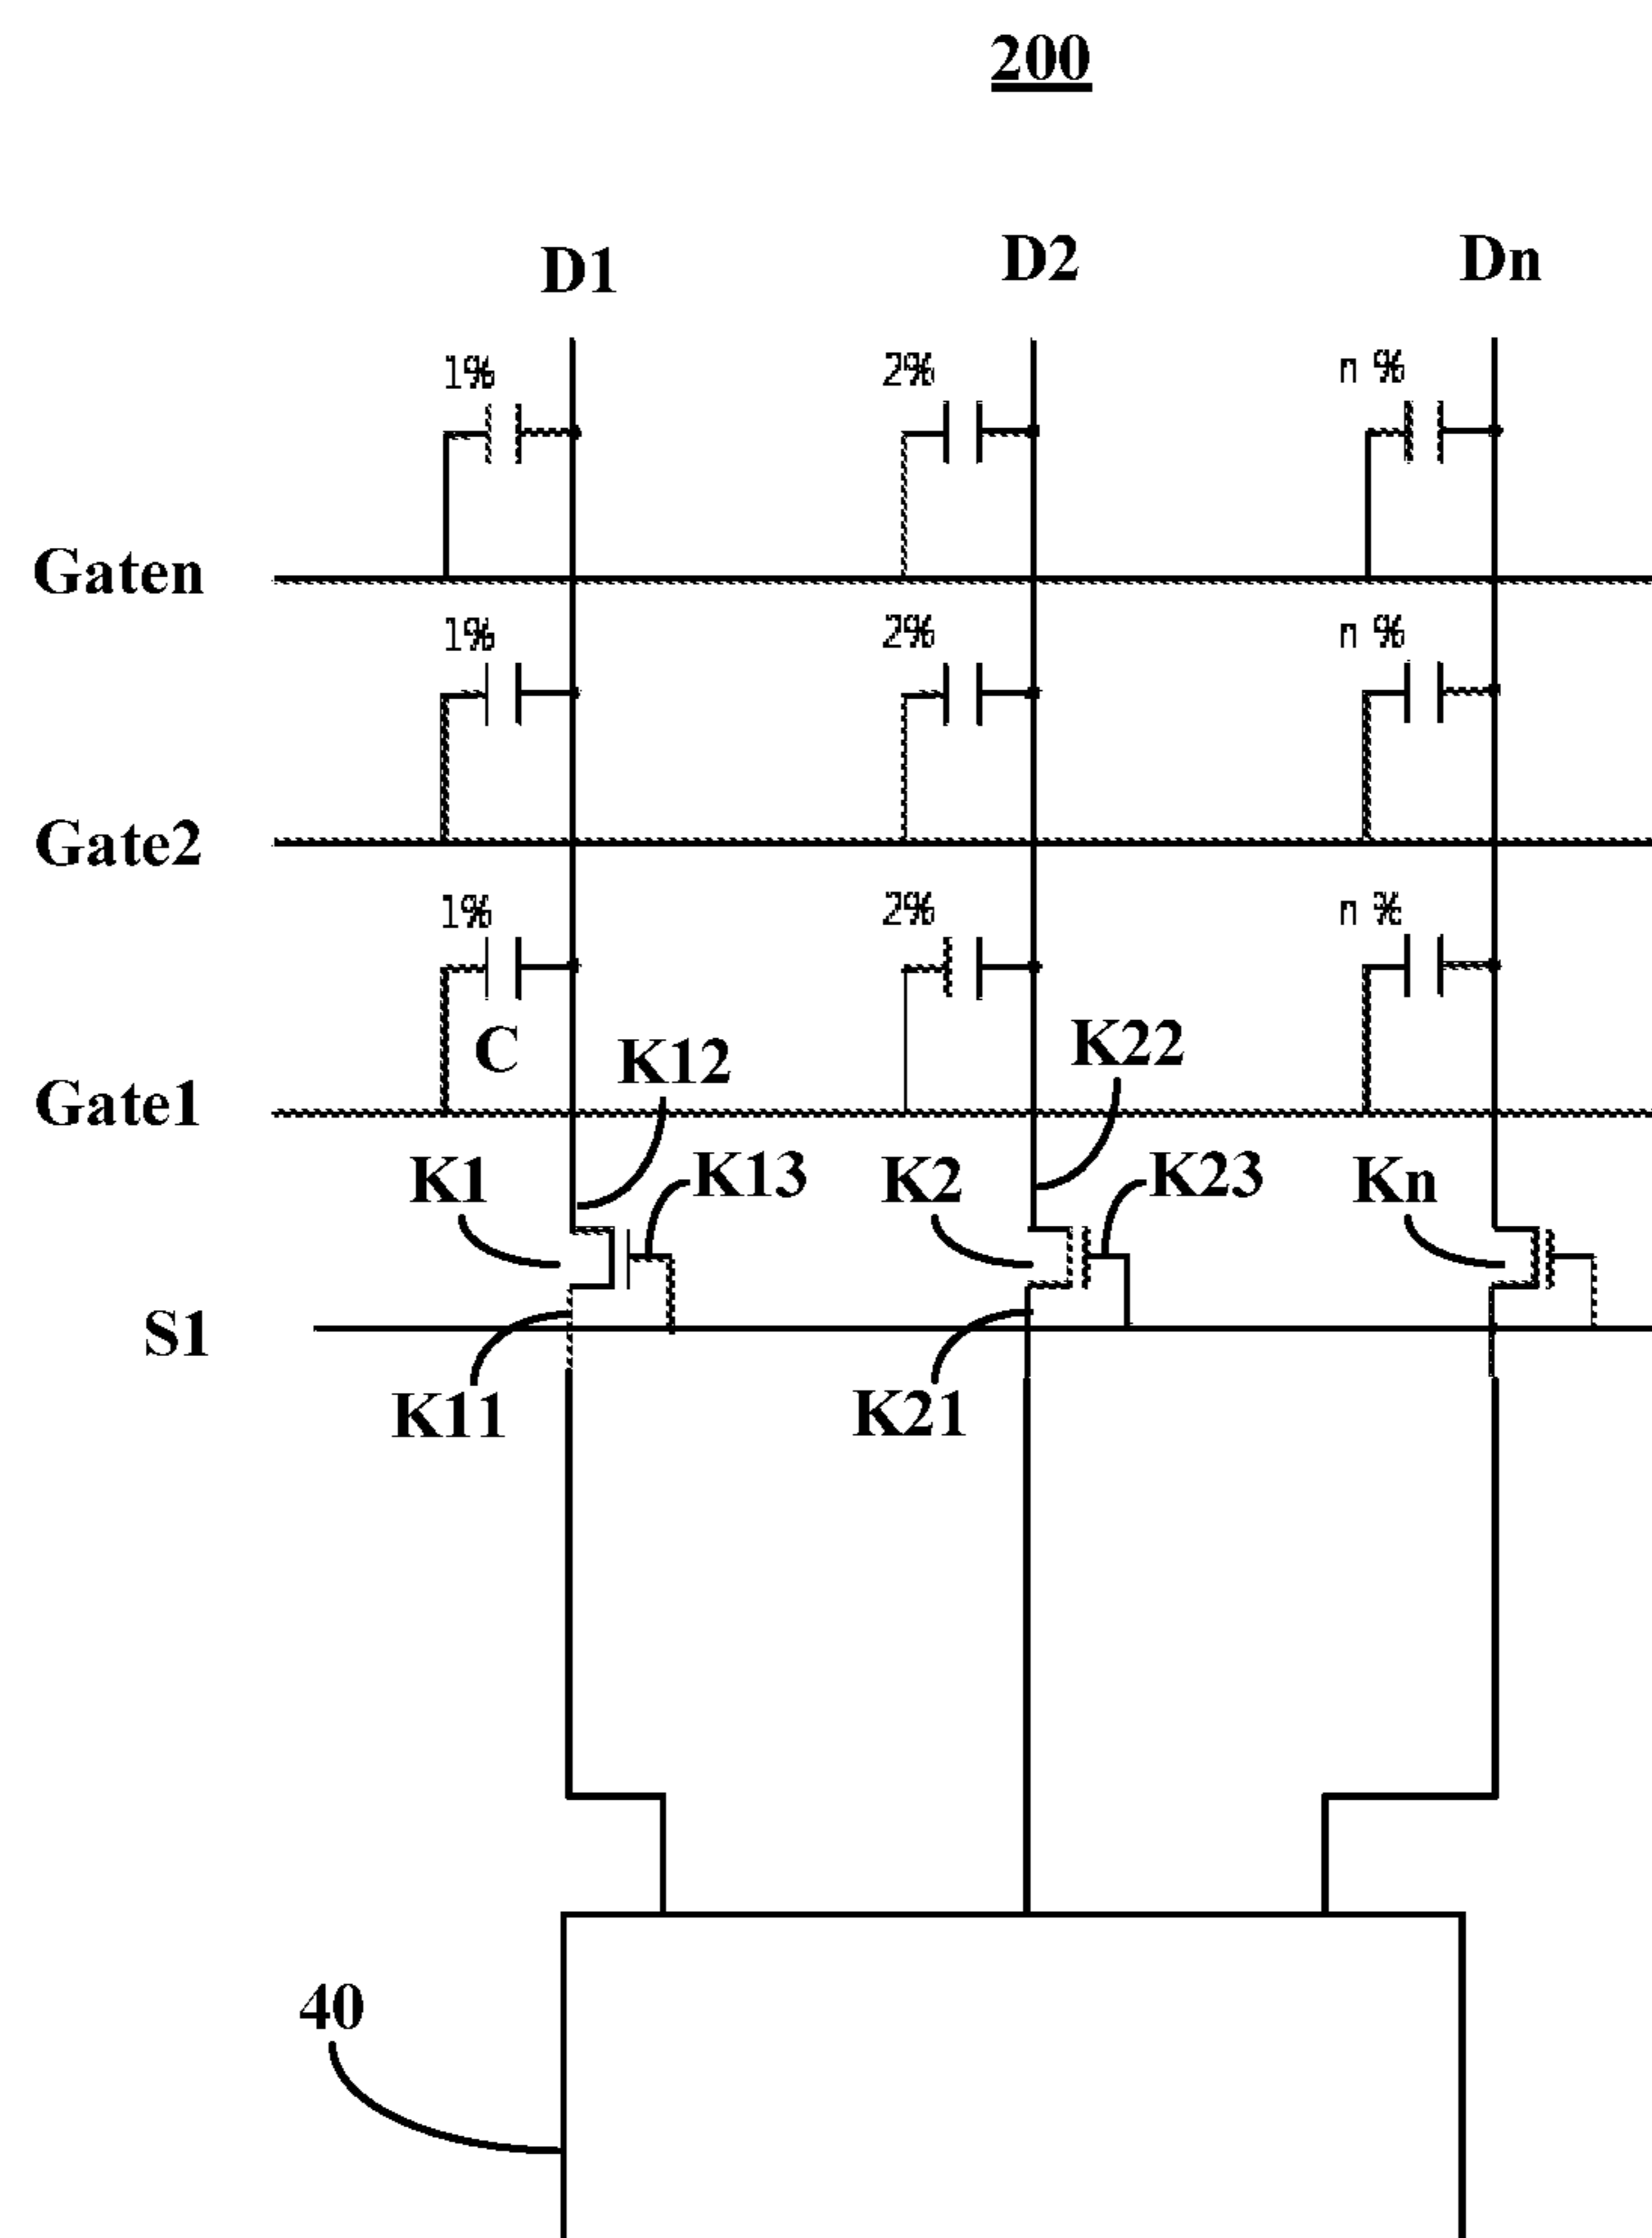 200
D1 D2 Dn
1% 2% n %
Gaten
1% 2% n %
Gate2
1% 2% n %
C K12 K22
Gate1
K1 K13 K2 K23 Kn
S1
K11 K21
40